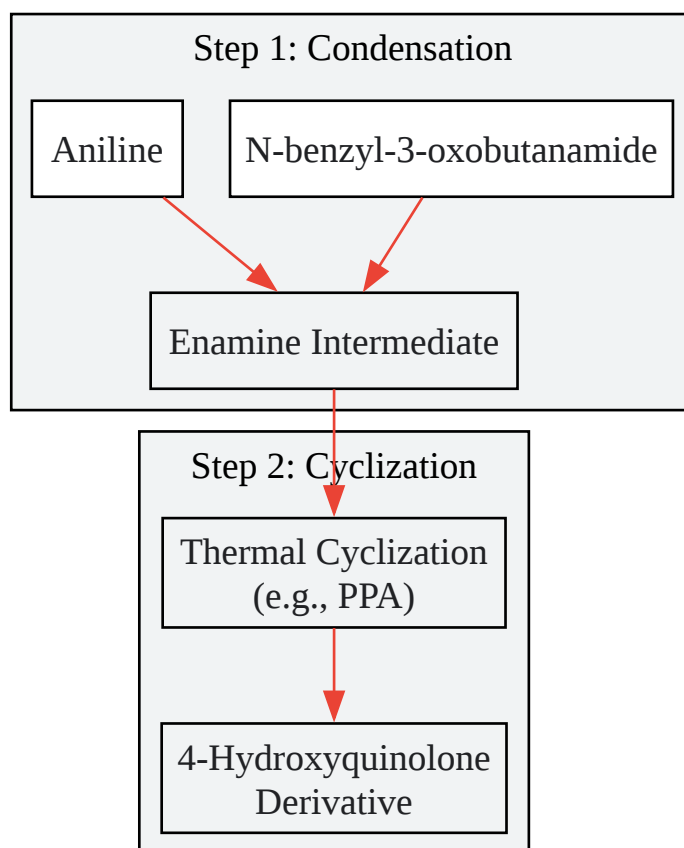 Step 1: Condensation
Aniline
N-benzyl-3-oxobutanamide
Enamine Intermediate
Step 2: Cyclization
Thermal Cyclization
(e.g., PPA)
4-Hydroxyquinolone
Derivative